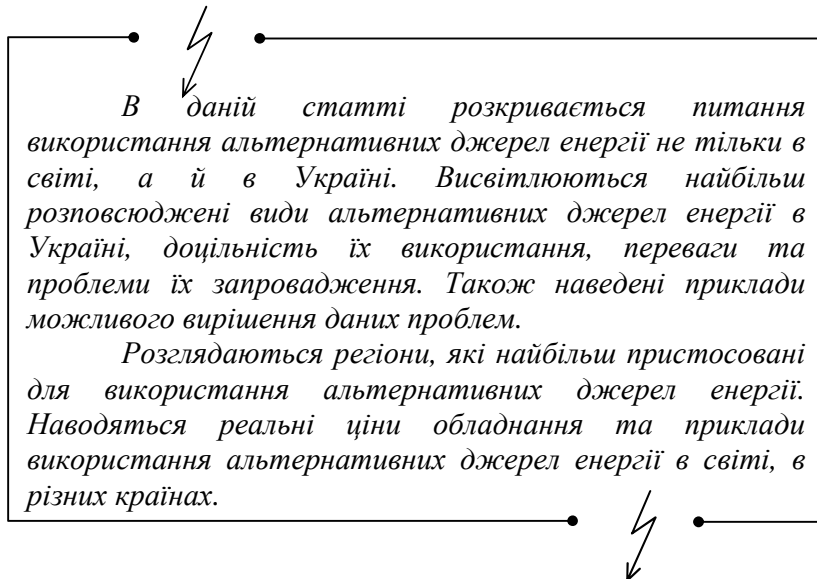 В даній статті розкривається питання
використання альтернативних джерел енергії не тільки в
світі, а й в Україні. Висвітлюються найбільш
розповсюджені види альтернативних джерел енергії в
Україні, доцільність їх використання, переваги та
проблеми їх запровадження. Також наведені приклади
можливого вирішення даних проблем.
Розглядаються регіони, які найбільш пристосовані
для використання альтернативних джерел енергії.
Наводяться реальні ціни обладнання та приклади
використання альтернативних джерел енергії в світі, в
різних країнах.